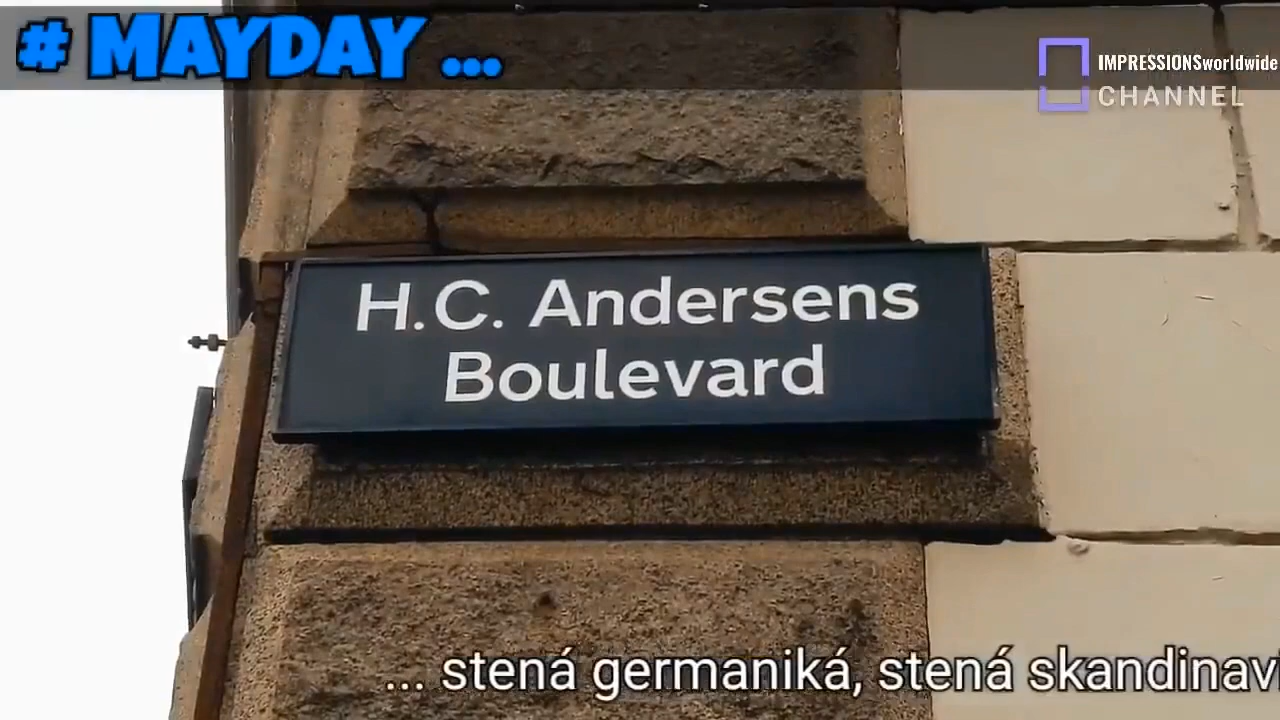 # MAYDAY ...
IMPRESSIONSworldwide
CHANNEL
H.C. Andersens
Boulevard
... stená germaniká, stená skandinavi